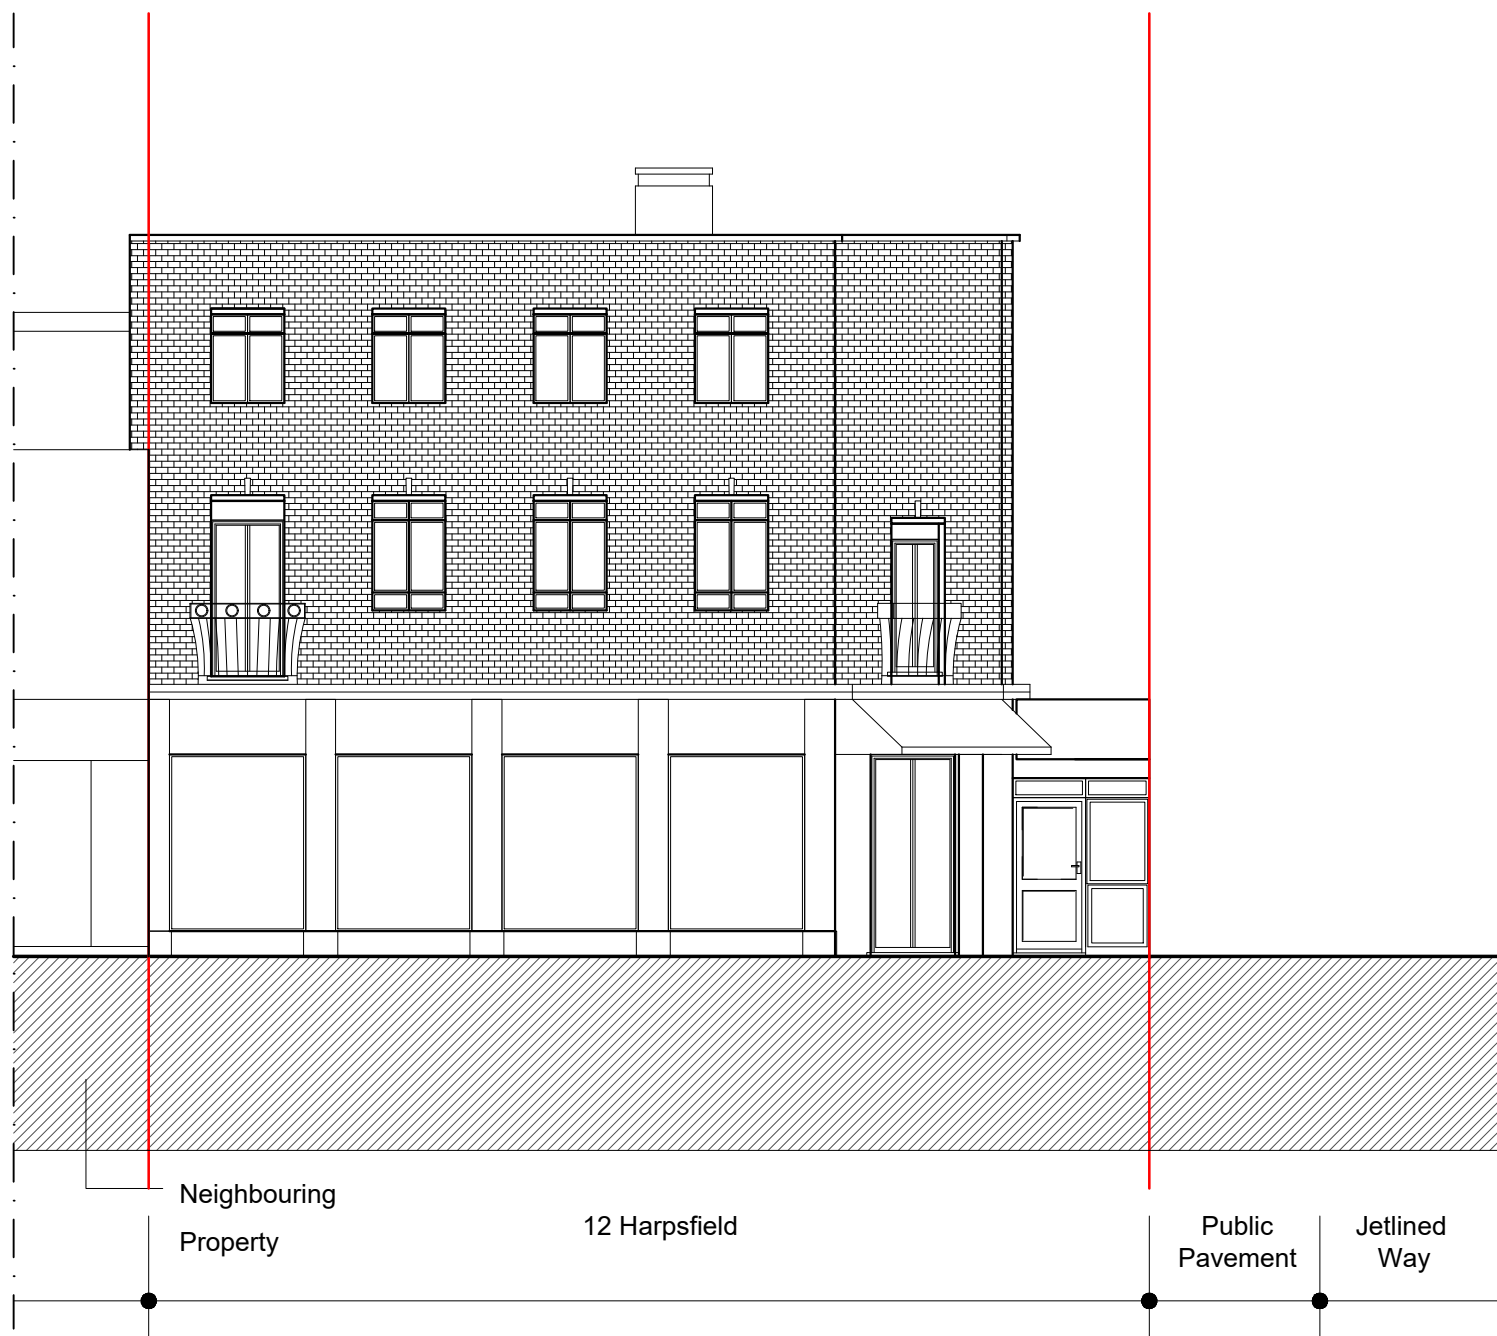 Neighbouring
Property
12 Harpsfield
Public
Pavement
Jetlined
Way